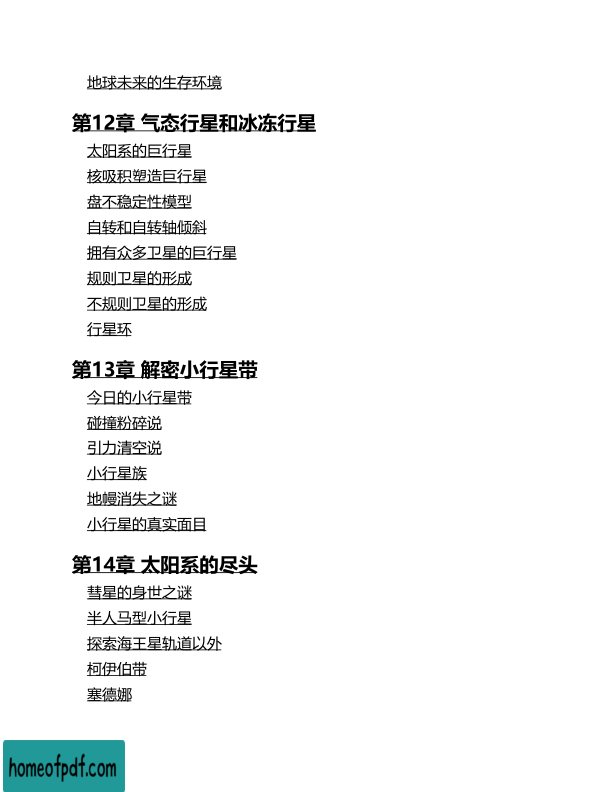 地球未来的生存环境
第12章 气态行星和冰冻行星
太阳系的巨行星
核吸积塑造巨行星
盘不稳定性模型
自转和自转轴倾斜
拥有众多卫星的巨行星
规则卫星的形成
不规则卫星的形成
行星环
第13章 解密小行星带
今日的小行星带
碰撞粉碎说
引力清空说
小行星族
地幔消失之谜
小行星的真实面目
第14章 太阳系的尽头
彗星的身世之谜
半人马型小行星
探索海王星轨道以外
柯伊伯带
塞德娜
homeofpdf.com